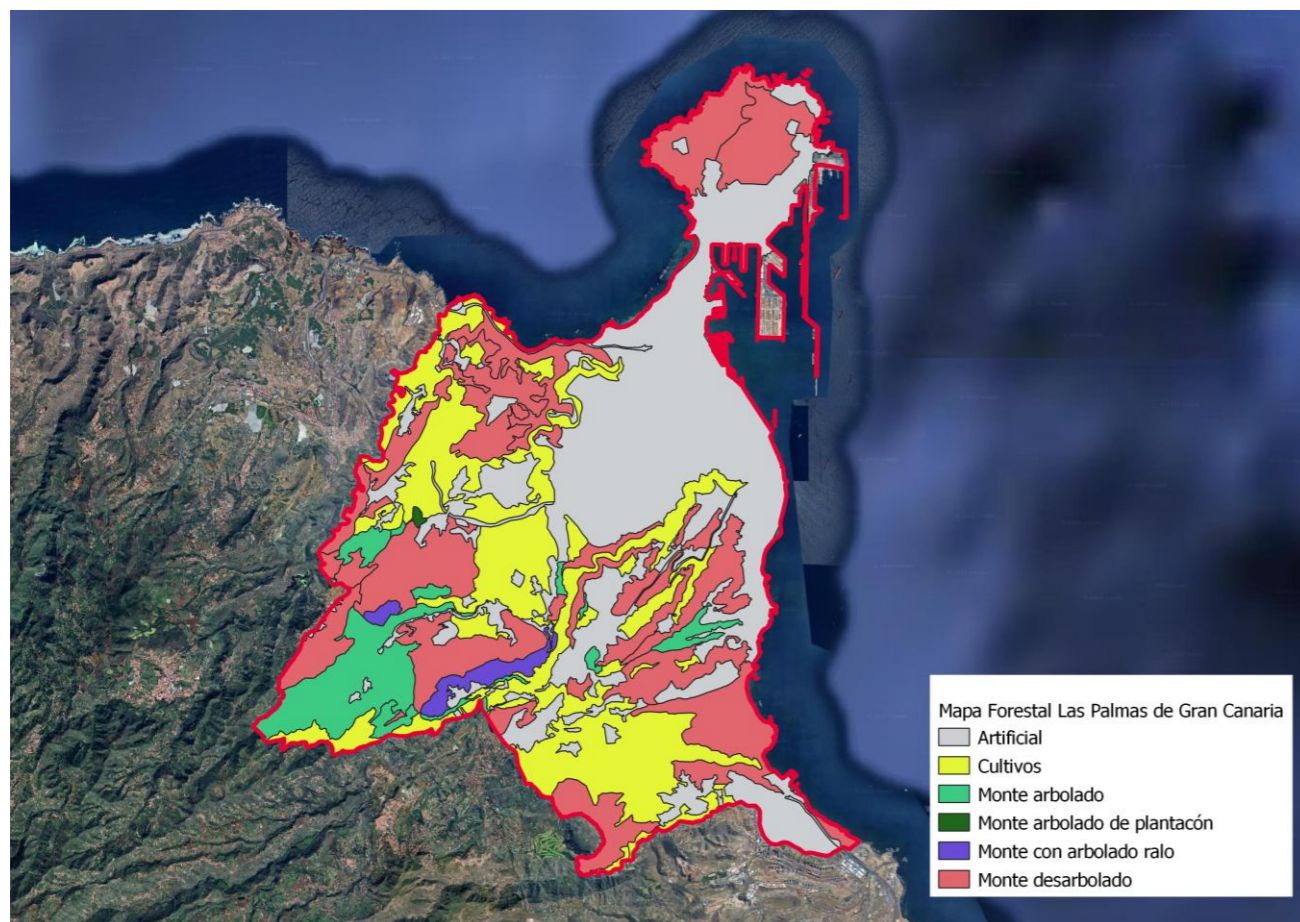 Mapa Forestal Las Palmas de Gran Canaria
Artificial
Cultivos
Monte arbolado
Monte arbolado de plantacón
Monte con arbolado ralo
Monte desarbolado